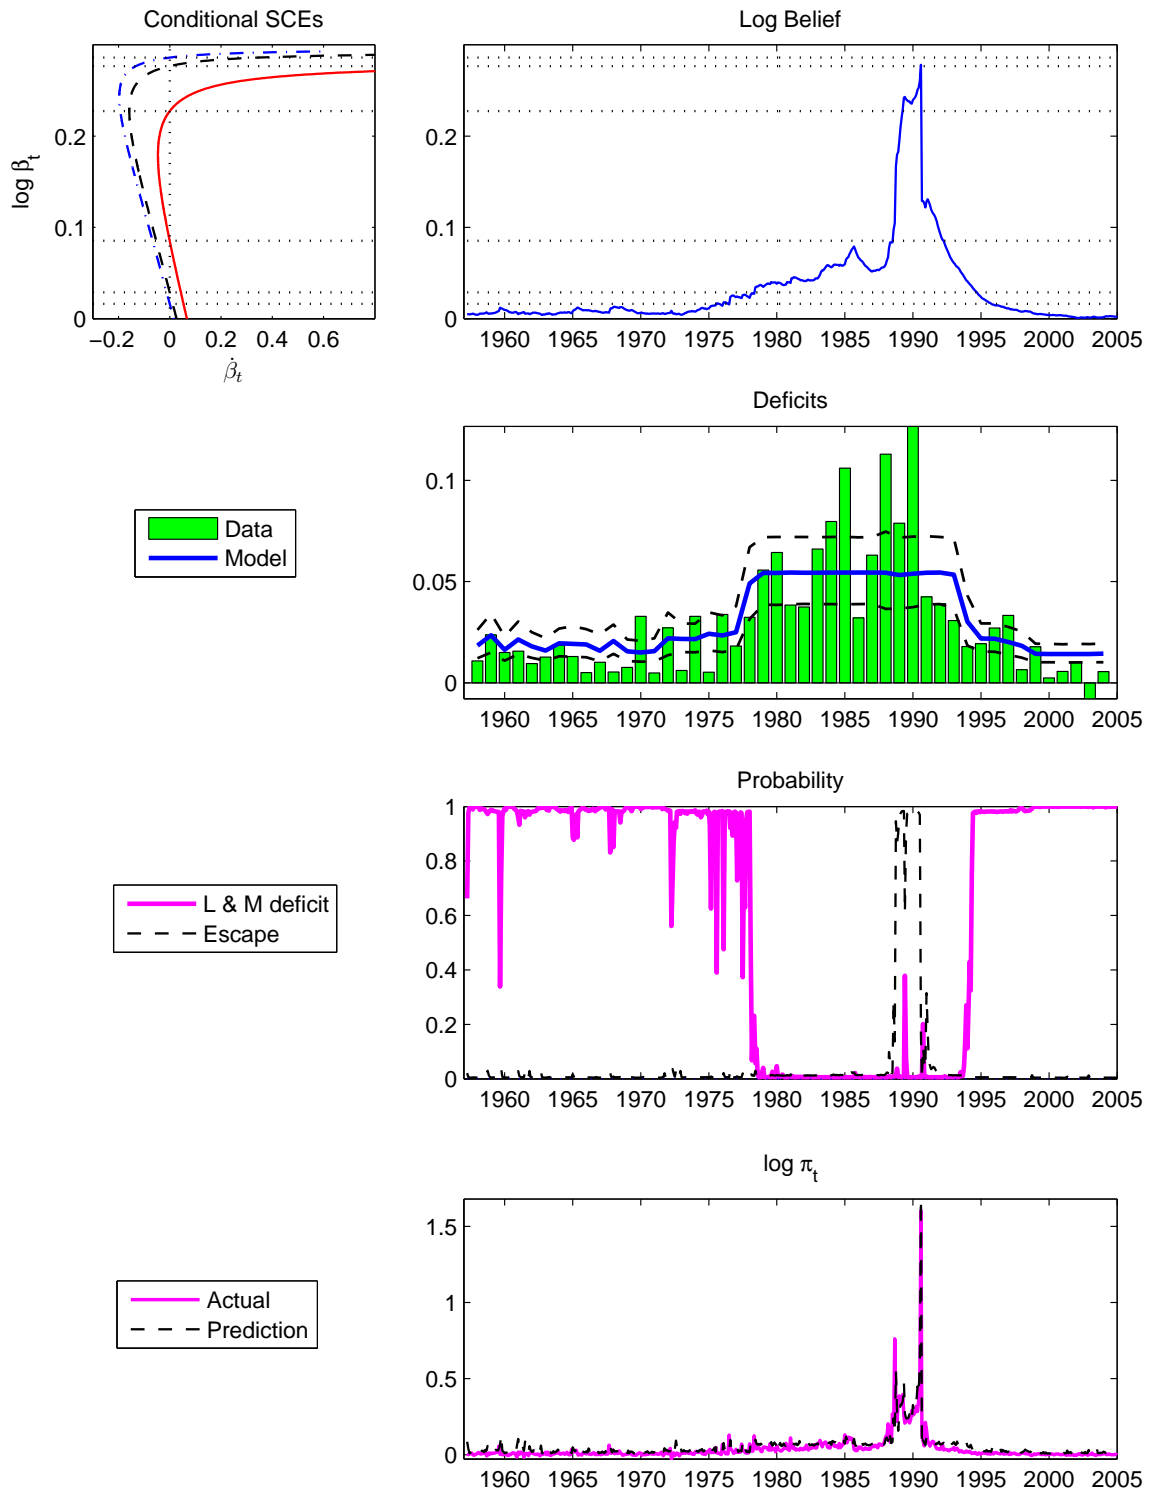 Conditional SCEs
Log Belief
log β_t
0.2
0.1
0
−0.2 0 0.2 0.4 0.6
β̇_t
0.2
0.1
0
1960 1965 1970 1975 1980 1985 1990 1995 2000 2005
Deficits
Data
Model
0.1
0.05
0
1960 1965 1970 1975 1980 1985 1990 1995 2000 2005
Probability
L & M deficit
Escape
1
0.8
0.6
0.4
0.2
0
1960 1965 1970 1975 1980 1985 1990 1995 2000 2005
log π_t
Actual
Prediction
1.5
1
0.5
0
1960 1965 1970 1975 1980 1985 1990 1995 2000 2005